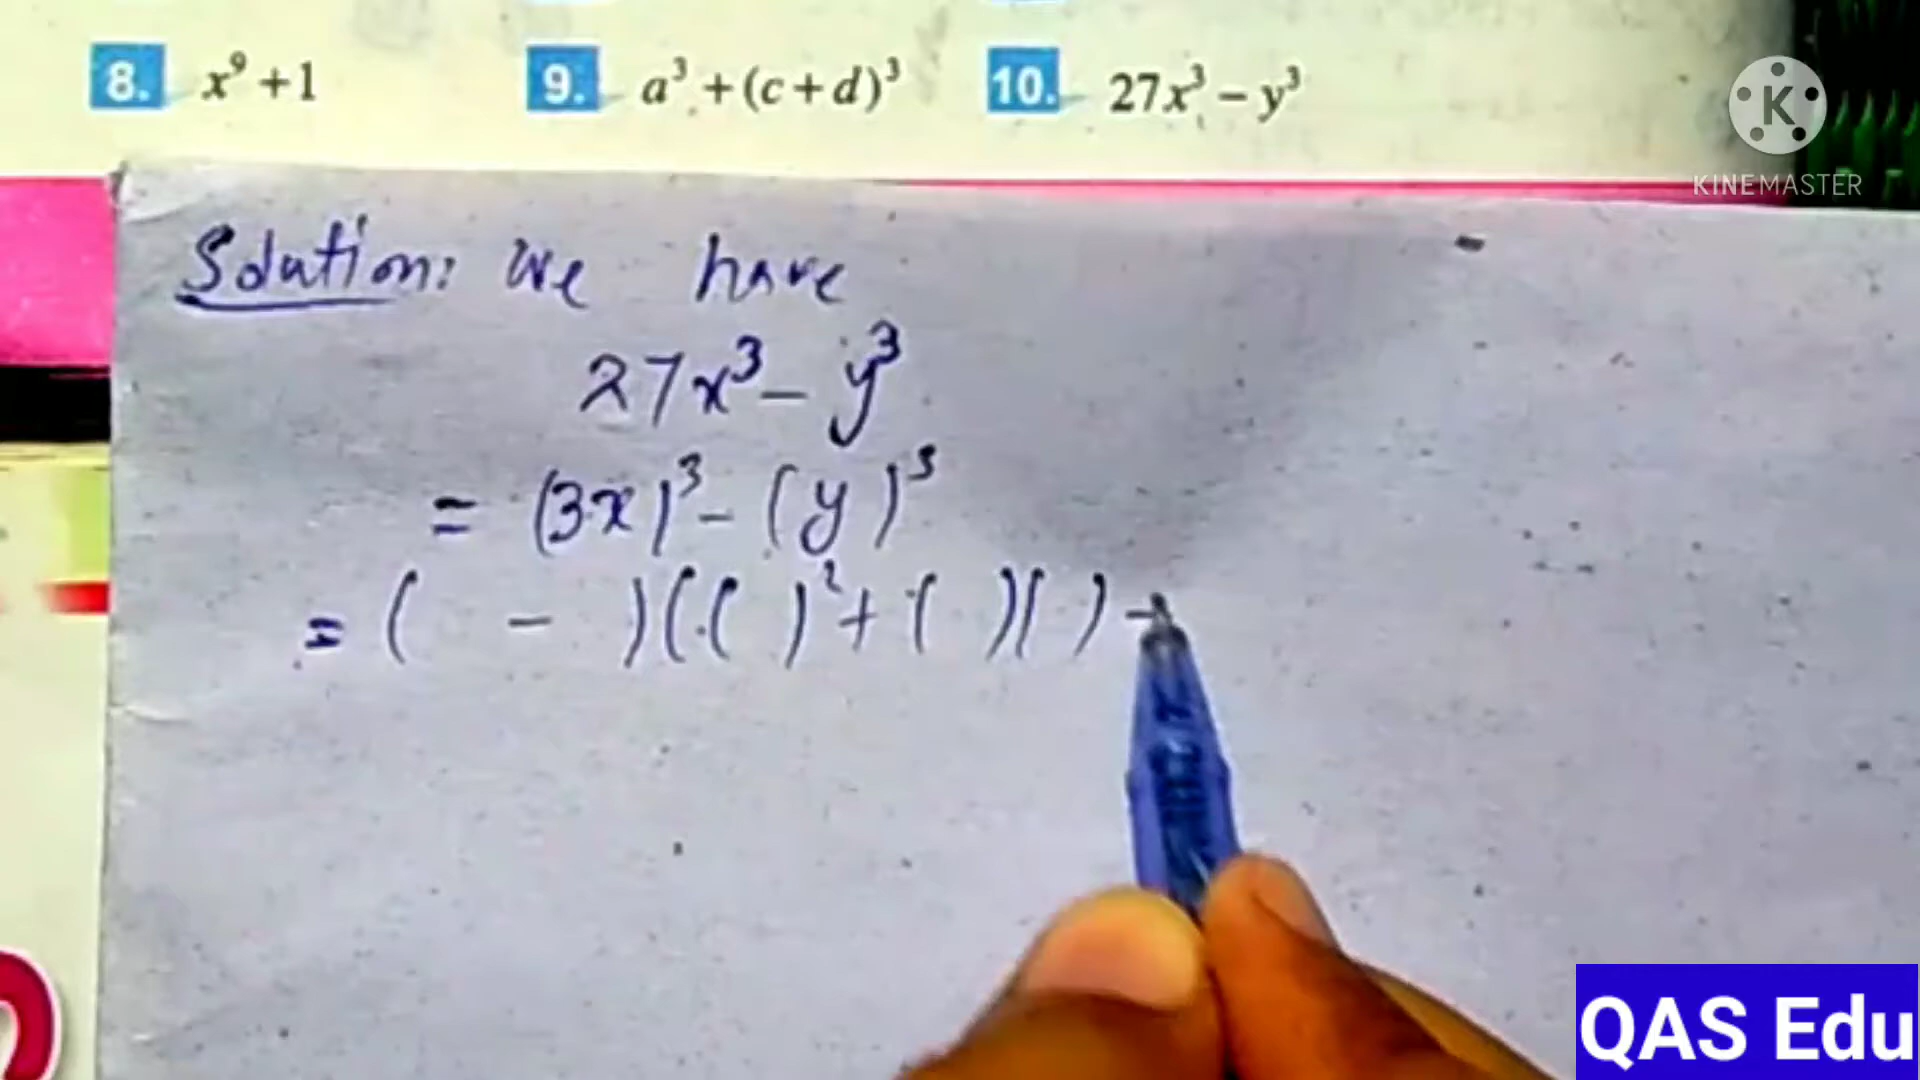 8. x⁹ + 1 9. a³ + (c + d)³ 10. 27x³ – y³
KINEMASTER
Solution: we have
27x³ – y³
= (3x)³ – (y)³
= ( – )(( )² + ( )( ) +
QAS Edu